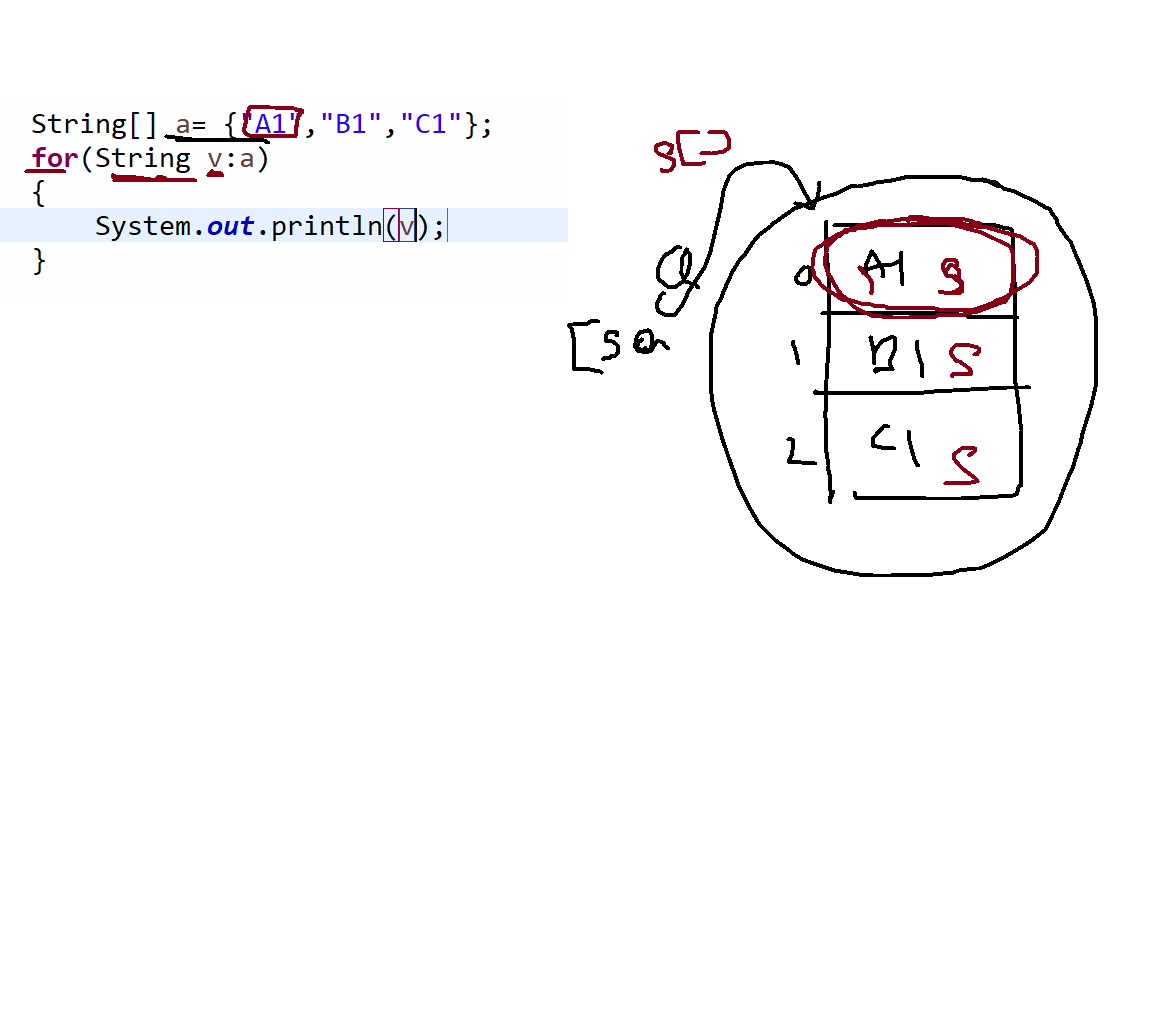 String[] a= {"A1","B1","C1"};
for(String v:a)
{
System.out.println(v);
}
S[]
a
0 A1 S
1 B1 S
2 C1 S